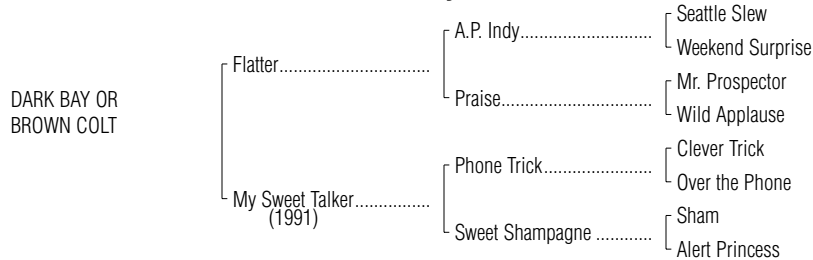 Seattle Slew
A.P. Indy..............................
Weekend Surprise
Flatter..................................
Mr. Prospector
Praise..................................
Wild Applause
DARK BAY OR
BROWN COLT
Clever Trick
Phone Trick........................
Over the Phone
My Sweet Talker................
(1991)
Sham
Sweet Shampagne ............
Alert Princess